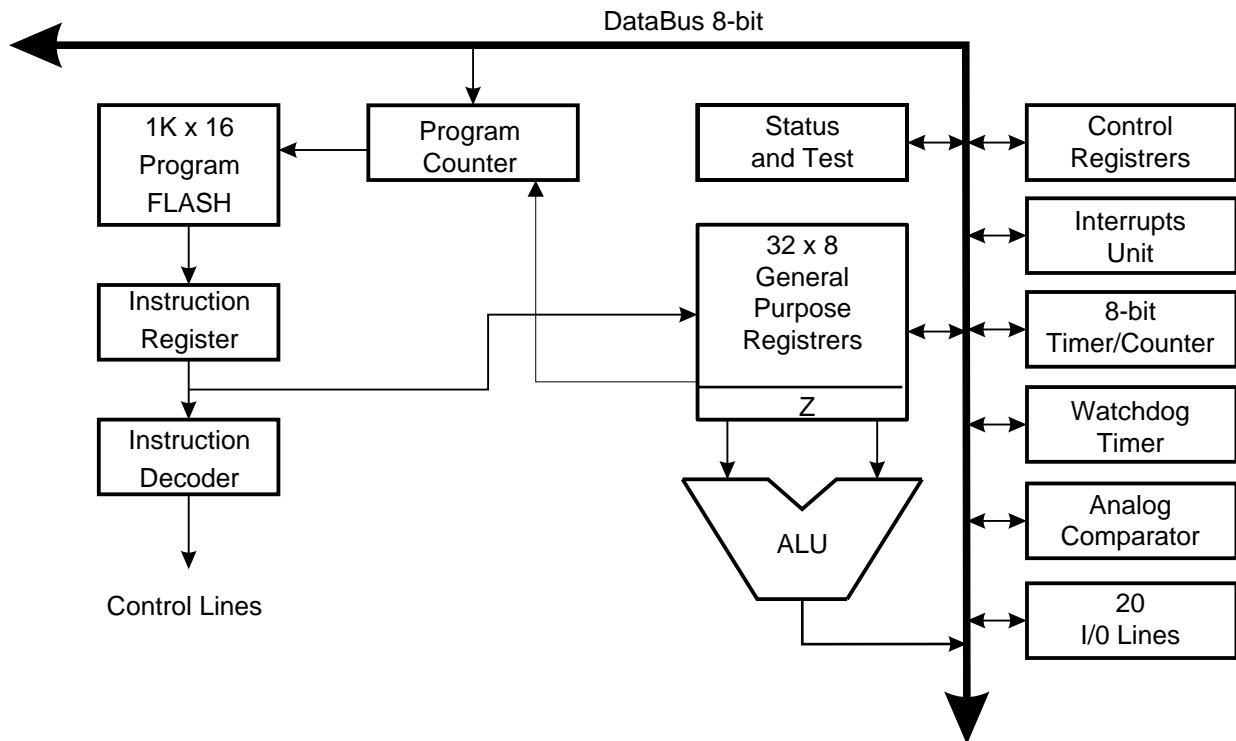 DataBus 8-bit
1K x 16
Program
FLASH
Program
Counter
Status
and Test
Control
Registrers
Instruction
Register
32 x 8
General
Purpose
Registrers
Z
Interrupts
Unit
8-bit
Timer/Counter
Instruction
Decoder
Watchdog
Timer
ALU
Analog
Comparator
Control Lines
20
I/0 Lines